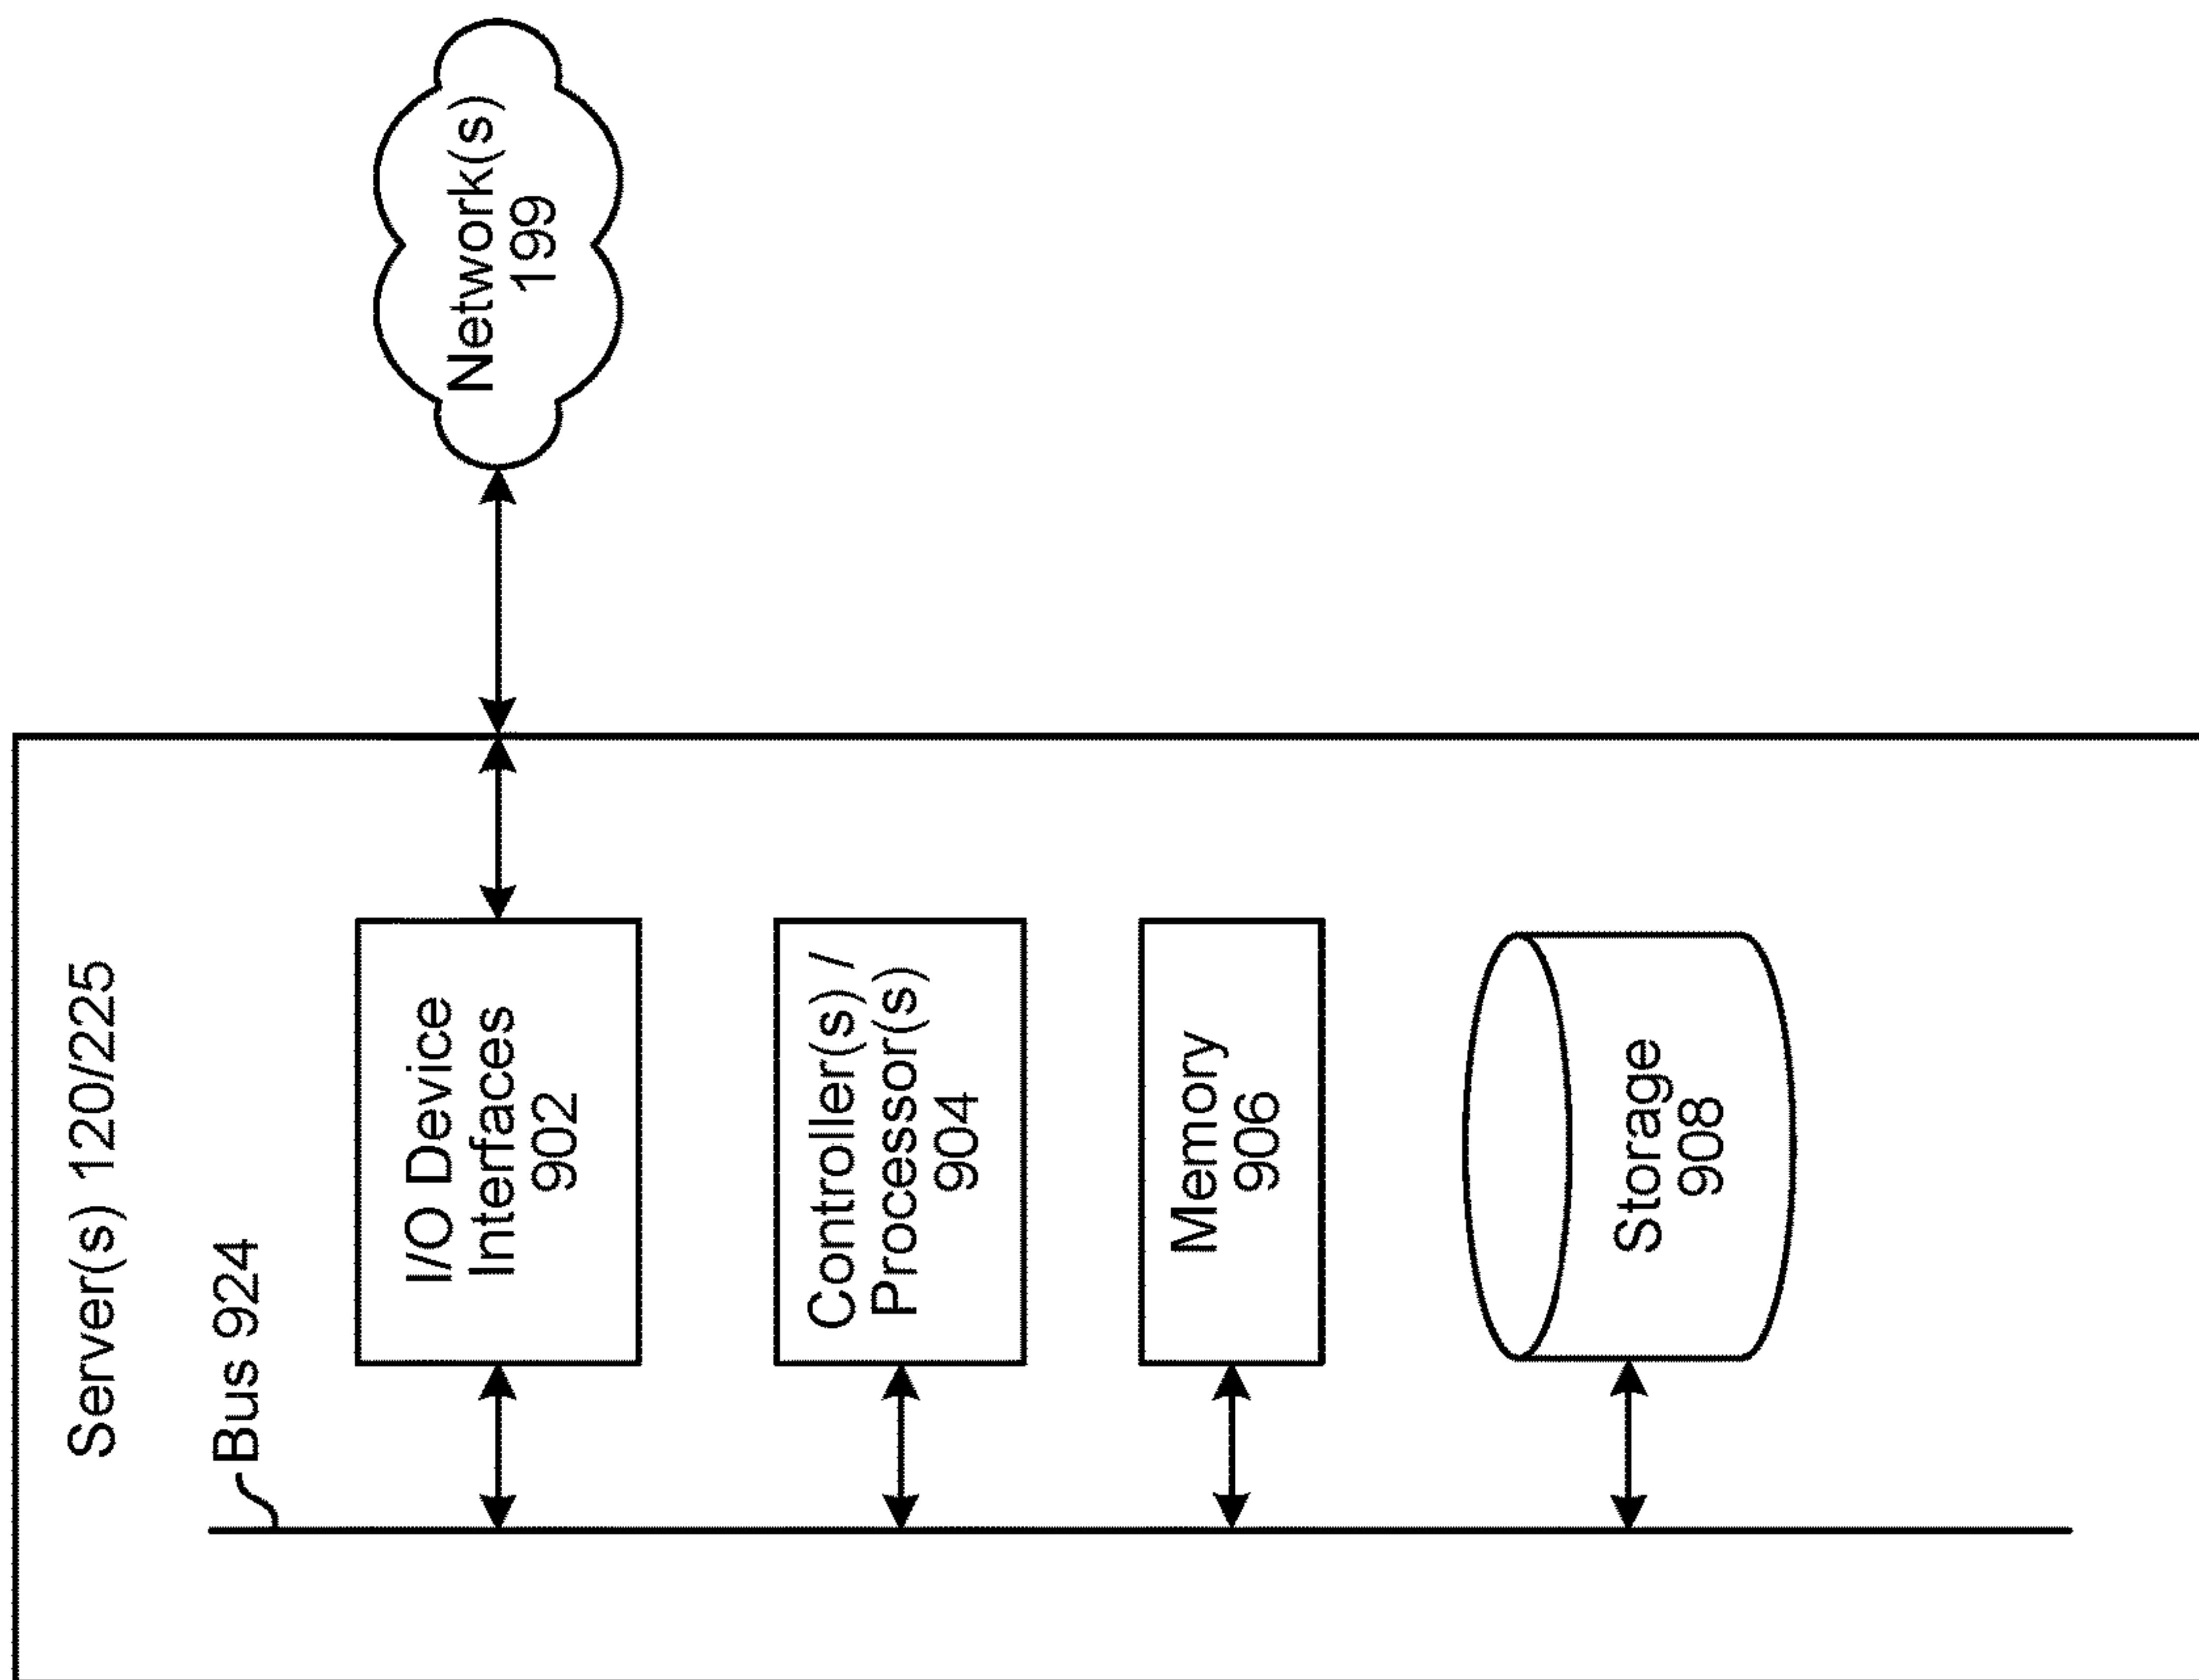 Server(s) 120/225
Bus 924
I/O Device
Interfaces
902
Controller(s) /
Processor(s)
904
Memory
906
Storage
908
Network(s)
199